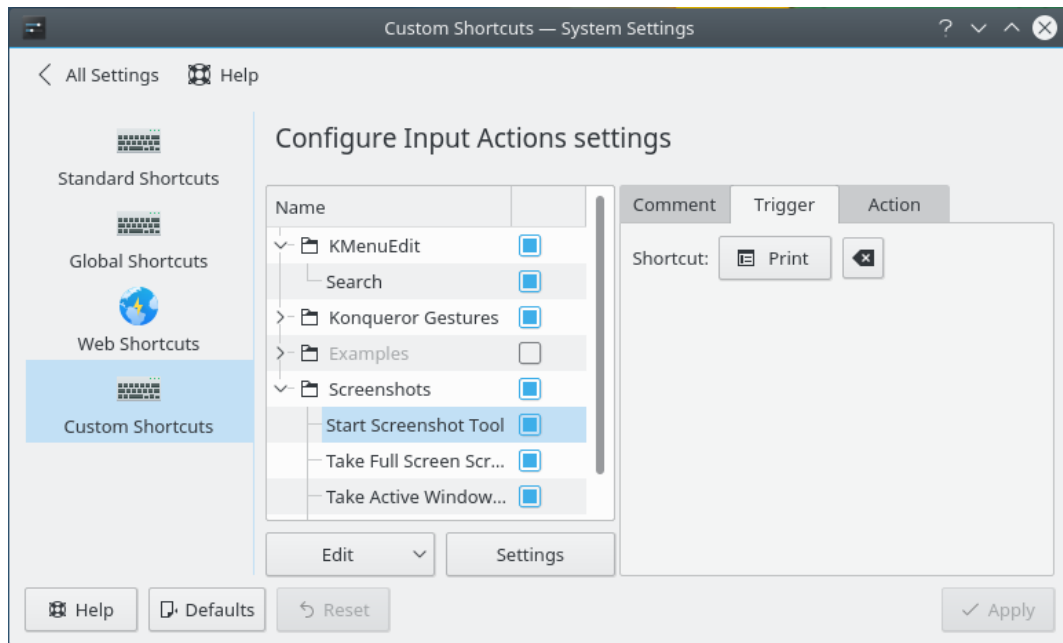 Custom Shortcuts — System Settings
All Settings
Help
Standard Shortcuts
Global Shortcuts
Web Shortcuts
Custom Shortcuts
Configure Input Actions settings
Name
KMenuEdit
Search
Konqueror Gestures
Examples
Screenshots
Start Screenshot Tool
Take Full Screen Scr...
Take Active Window...
Edit
Settings
Comment
Trigger
Action
Shortcut:
Print
Help
Defaults
Reset
Apply